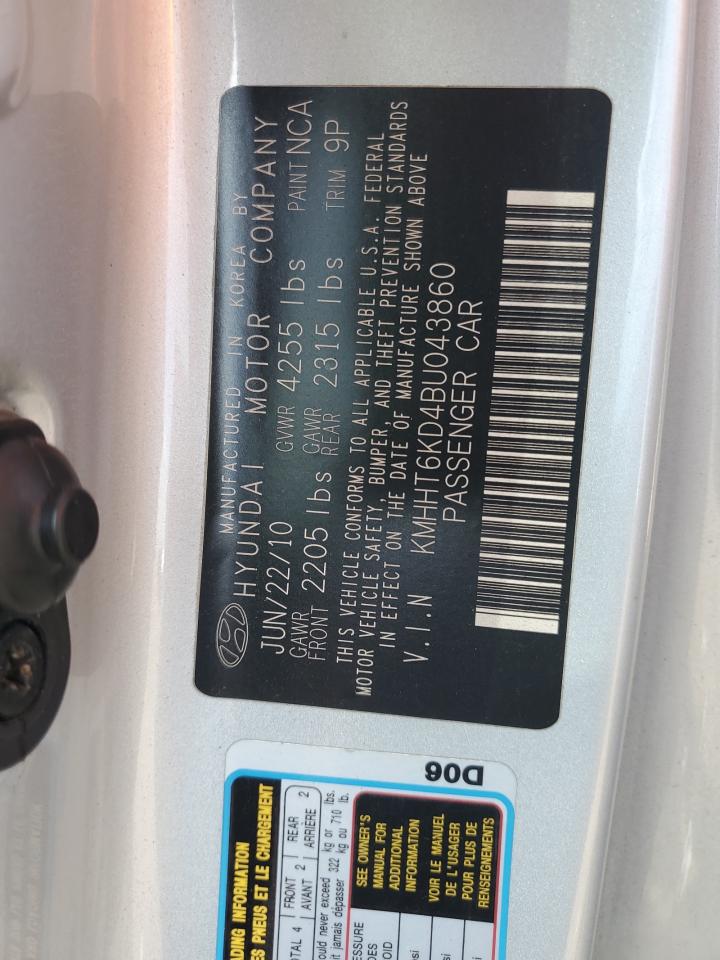 MANUFACTURED IN KOREA BY
HYUNDAI MOTOR COMPANY
JUN/22/10 GVWR 4255 lbs PAINT NCA
GAWR FRONT 2205 lbs GAWR REAR 2315 lbs TRIM 9P
THIS VEHICLE CONFORMS TO ALL APPLICABLE U.S.A. FEDERAL
MOTOR VEHICLE SAFETY, BUMPER, AND THEFT PREVENTION STANDARDS
IN EFFECT ON THE DATE OF MANUFACTURE SHOWN ABOVE
V.I.N KMHHT6KD4BU043860
PASSENGER CAR
D06
ADING INFORMATION
ES PNEUS ET LE CHARGEMENT
TAL 4 FRONT 2 REAR 2
AVANT ARRIÈRE
ould never exceed 322 kg or 710 lbs.
it jamais dépasser kg ou lb.
ESSURE
DES
OID
SEE OWNER'S
MANUAL FOR
ADDITIONAL
INFORMATION
VOIR LE MANUEL
DE L'USAGER
POUR PLUS DE
RENSEIGNEMENTS